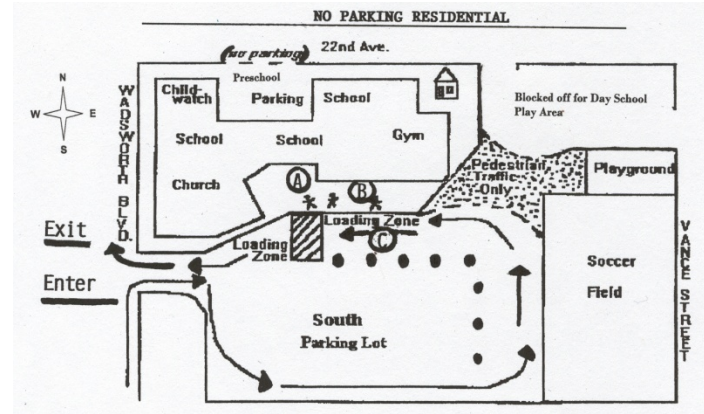 NO PARKING RESIDENTIAL
(No parking)
22nd Ave.
N
W E
S
WADSWORTH BLVD.
Child-
watch
Preschool
Parking
School
Blocked off for Day School
Play Area
School
School
Gym
Pedestrian
Traffic
Only
Playground
Church
A
B
Loading Zone
C
Exit
Loading
Zone
Enter
Soccer
Field
VANCE STREET
South
Parking Lot